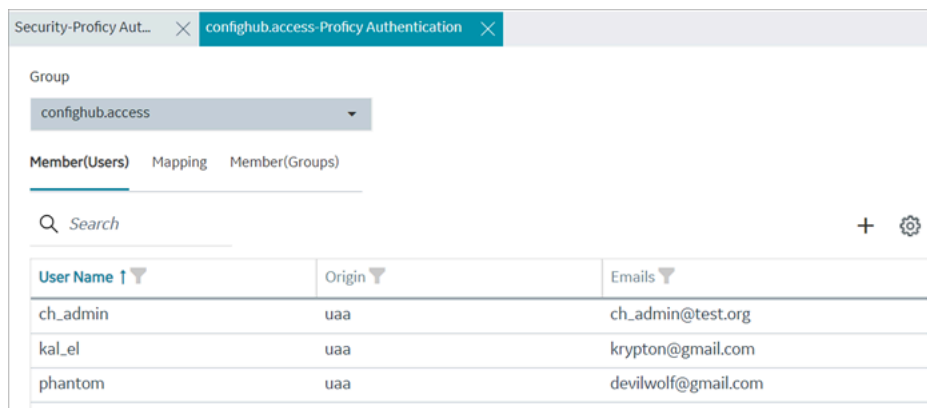 Security-Proficy Aut... confighub.access-Proficy Authentication
Group
confighub.access
Member(Users) Mapping Member(Groups)
Search
User Name Origin Emails
ch_admin uaa ch_admin@test.org
kal_el uaa krypton@gmail.com
phantom uaa devilwolf@gmail.com